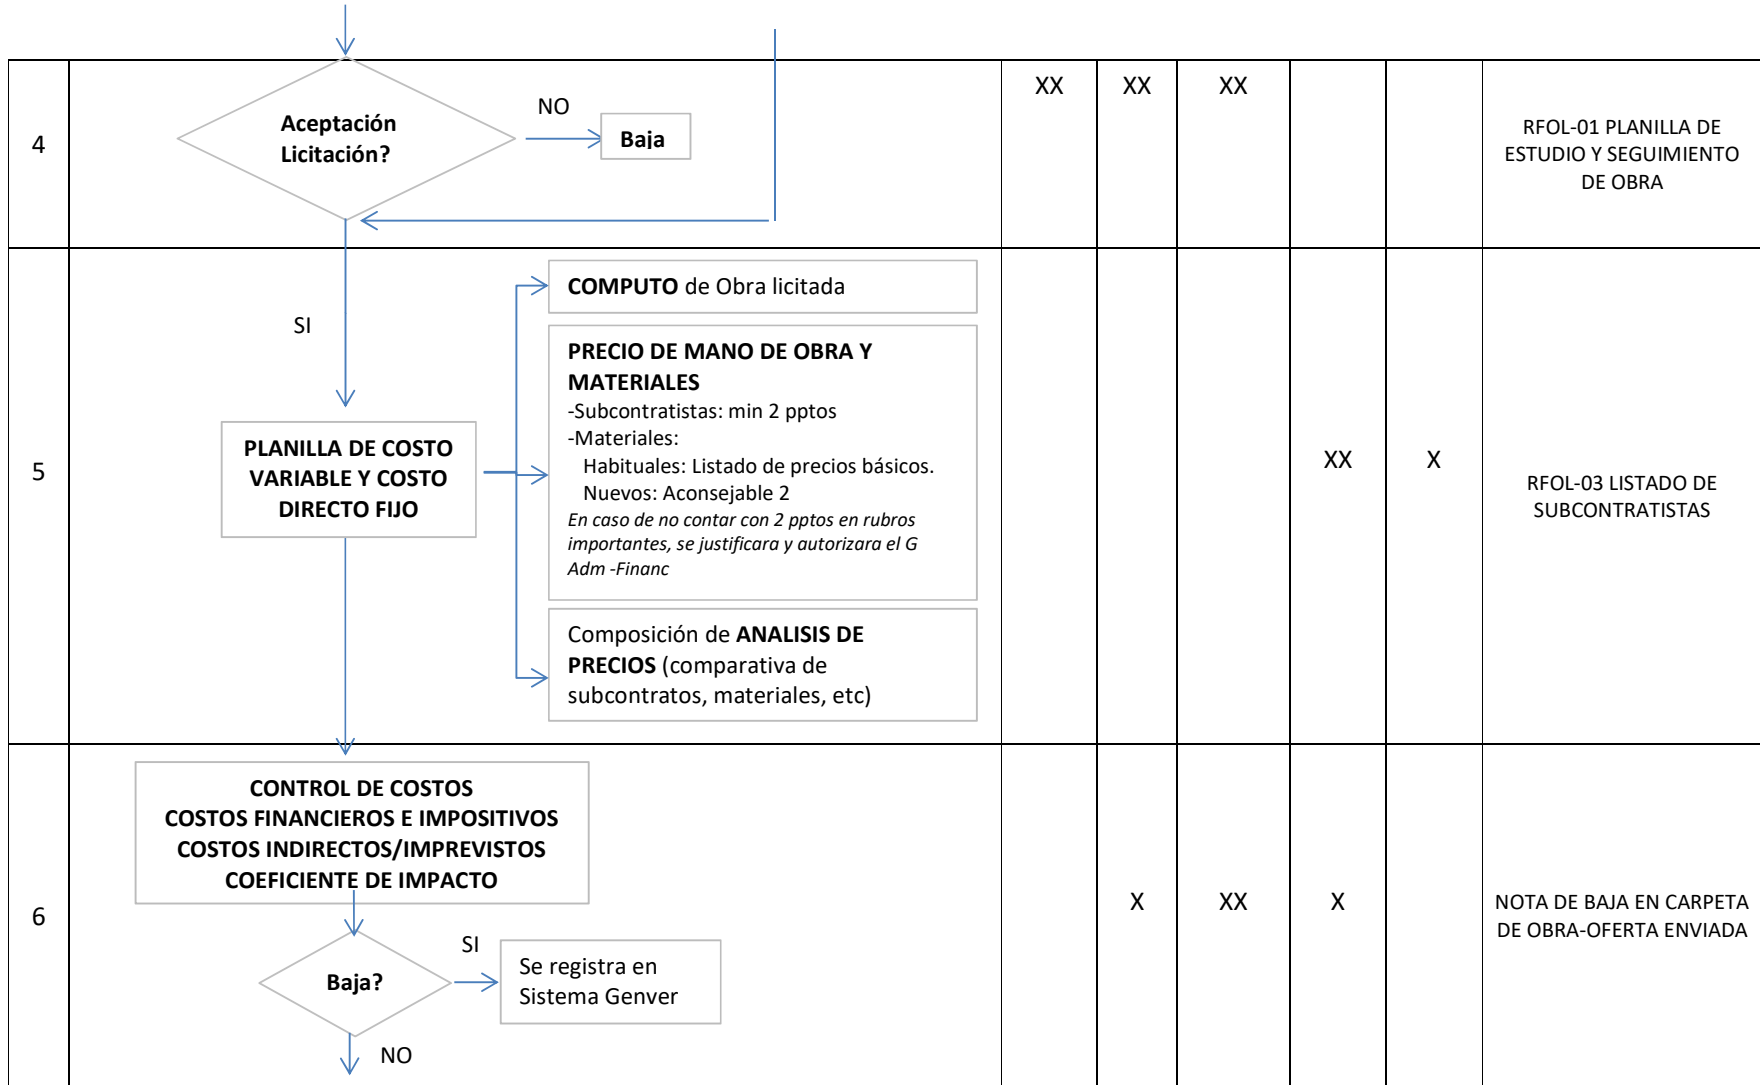 4
Aceptación
Licitación?
NO
Baja
XX
XX
XX
RFOL-01 PLANILLA DE
ESTUDIO Y SEGUIMIENTO
DE OBRA
5
SI
PLANILLA DE COSTO
VARIABLE Y COSTO
DIRECTO FIJO
COMPUTO de Obra licitada
PRECIO DE MANO DE OBRA Y
MATERIALES
-Subcontratistas: min 2 pptos
-Materiales:
Habituales: Listado de precios básicos.
Nuevos: Aconsejable 2
En caso de no contar con 2 pptos en rubros
importantes, se justificara y autorizara el G
Adm -Financ
Composición de ANALISIS DE
PRECIOS (comparativa de
subcontratos, materiales, etc)
XX
X
RFOL-03 LISTADO DE
SUBCONTRATISTAS
6
CONTROL DE COSTOS
COSTOS FINANCIEROS E IMPOSITIVOS
COSTOS INDIRECTOS/IMPREVISTOS
COEFICIENTE DE IMPACTO
Baja?
SI
Se registra en
Sistema Genver
NO
X
XX
X
NOTA DE BAJA EN CARPETA
DE OBRA-OFERTA ENVIADA